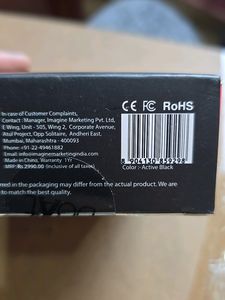 In case of Customer Complaints,
Contact : Manager, Imagine Marketing Pvt. Ltd,
E Wing, Unit - 505, Wing 2, Corporate Avenue,
Atul Project, Opp Solitaire, Andheri East,
Mumbai, Maharashtra - 400093
Phone: +91-22-49461882
Email: info@imaginemarketingindia.com
Made in China, Warranty 1Yr
MRP: Rs.2990.00 (Inclusive of all taxes)
CE FC RoHS
Color : Active Black
red in the packaging may differ from the actual product. We have
to match the best quality.